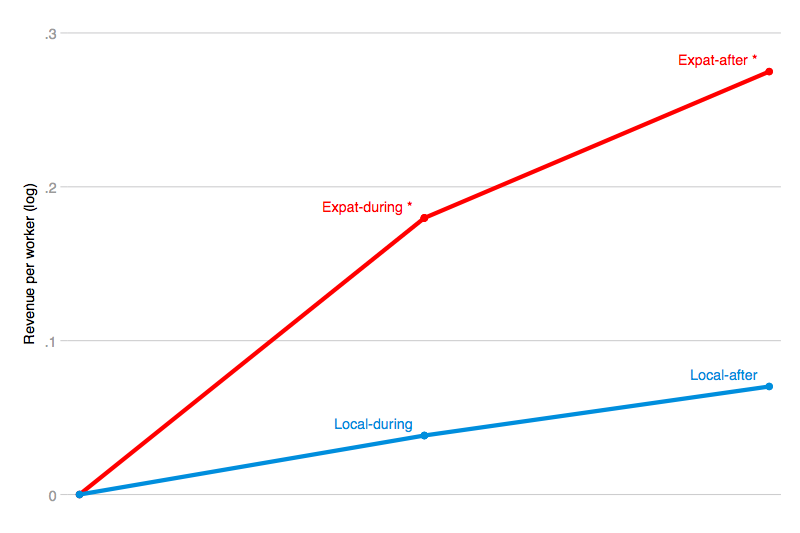 .3
Expat-after *
.2
Expat-during *
Revenue per worker (log)
.1
Local-after
Local-during
0